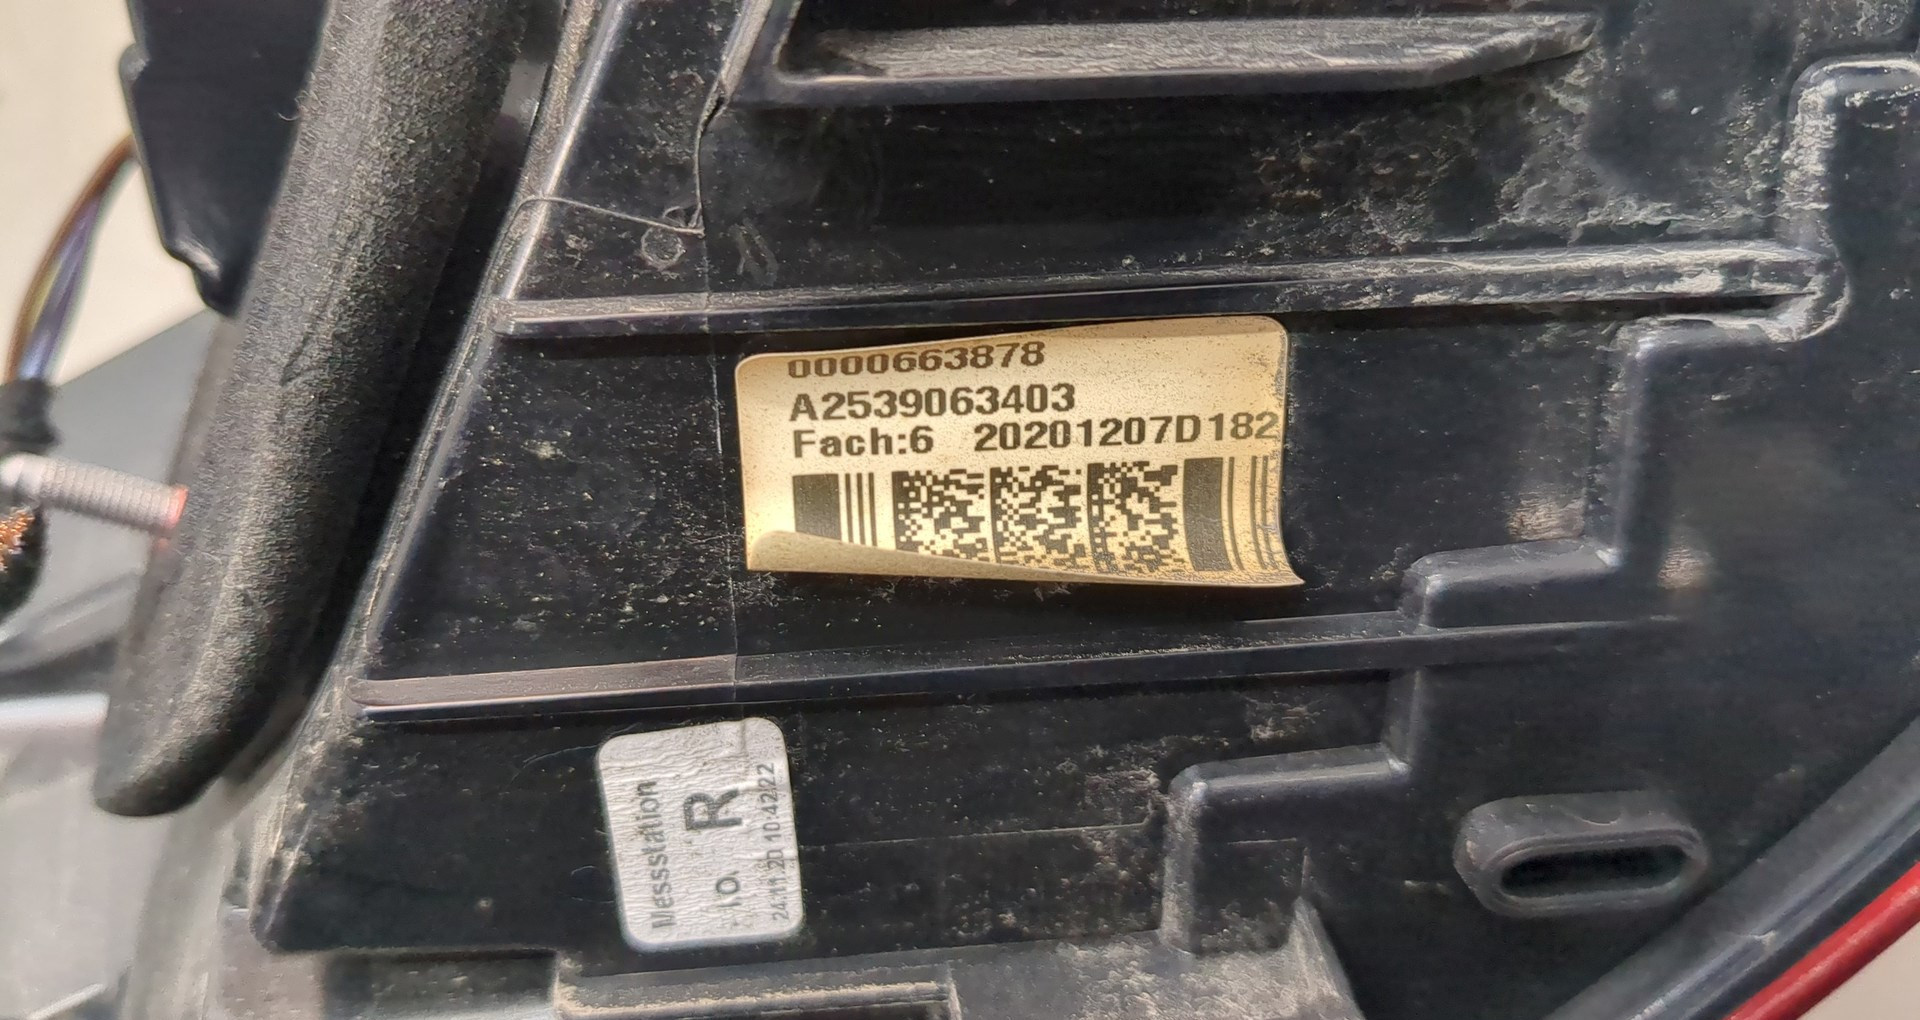 0000663878
A2539063403
Fach:6 20201207D182
Messstation
i.o. R
24.11.20 10:42:22